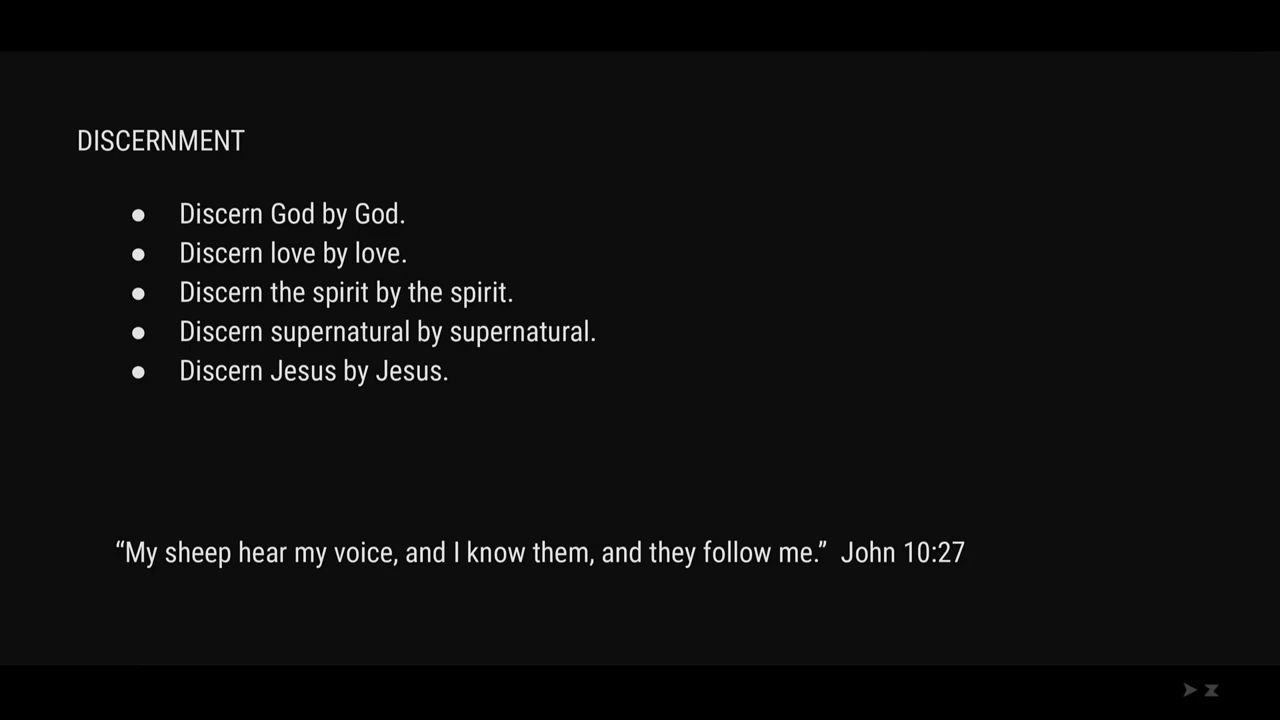 DISCERNMENT
● Discern God by God.
● Discern love by love.
● Discern the spirit by the spirit.
● Discern supernatural by supernatural.
● Discern Jesus by Jesus.
“My sheep hear my voice, and I know them, and they follow me.” John 10:27